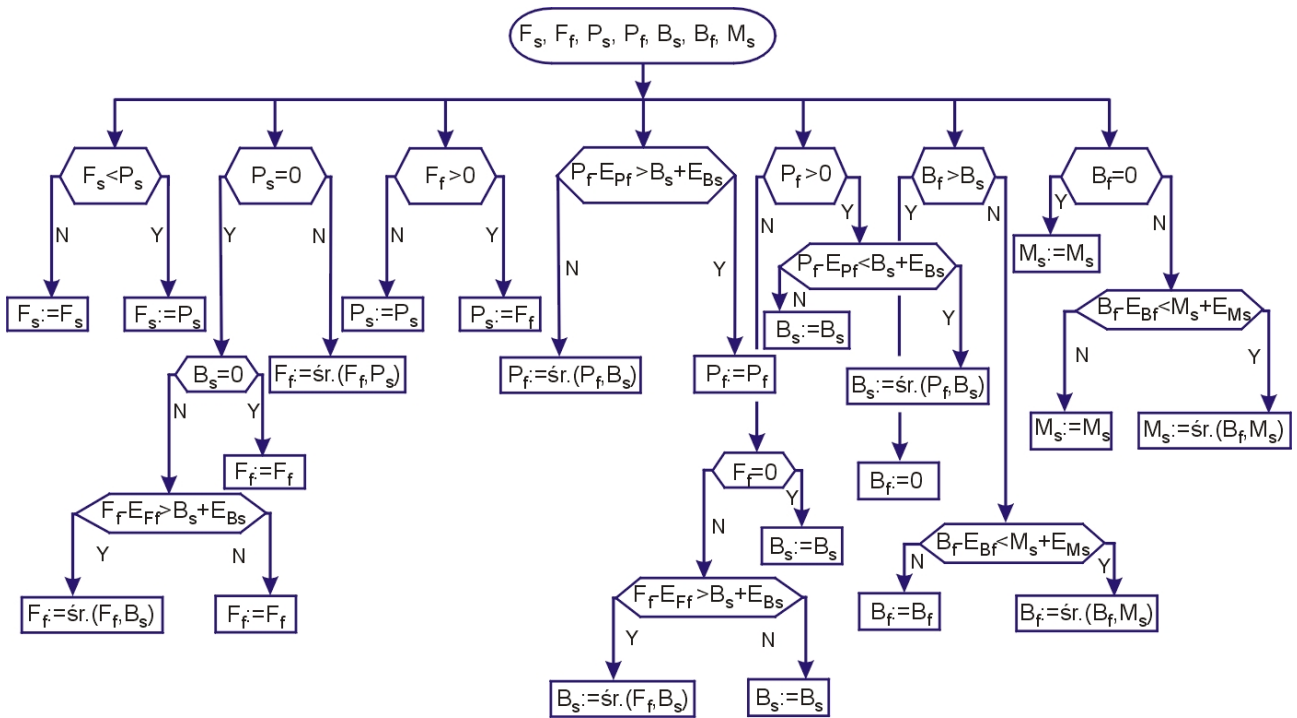 Fs, Ff, Ps, Pf, Bs, Bf, Ms
Fs<Ps
Ps=0
Ff>0
Pf-EPf>Bs+EBs
Pf>0
Bf>Bs
Bf=0
N
Y
Y
N
N
Y
N
Y
N
Y
Y
N
Y
N
Fs:=Fs
Fs:=Ps
Ps:=Ps
Ps:=Ff
Pf-EPf<Bs+EBs
Ms:=Ms
N
Y
Bs:=Bs
Bf-EBf<Ms+EMs
N
Y
Bs=0
Ff:=śr.(Ff,Ps)
Pf:=śr.(Pf,Bs)
Pf:=Pf
Bs:=śr.(Pf,Bs)
Ms:=Ms
Ms:=śr.(Bf,Ms)
N
Y
Ff:=Ff
Ff=0
Bf:=0
N
Y
Ff-EFf>Bs+EBs
Y
N
Bs:=Bs
Bf-EBf<Ms+EMs
N
Y
Ff:=śr.(Ff,Bs)
Ff:=Ff
Ff-EFf>Bs+EBs
Bf:=Bf
Bf:=śr.(Bf,Ms)
Y
N
Bs:=śr.(Ff,Bs)
Bs:=Bs